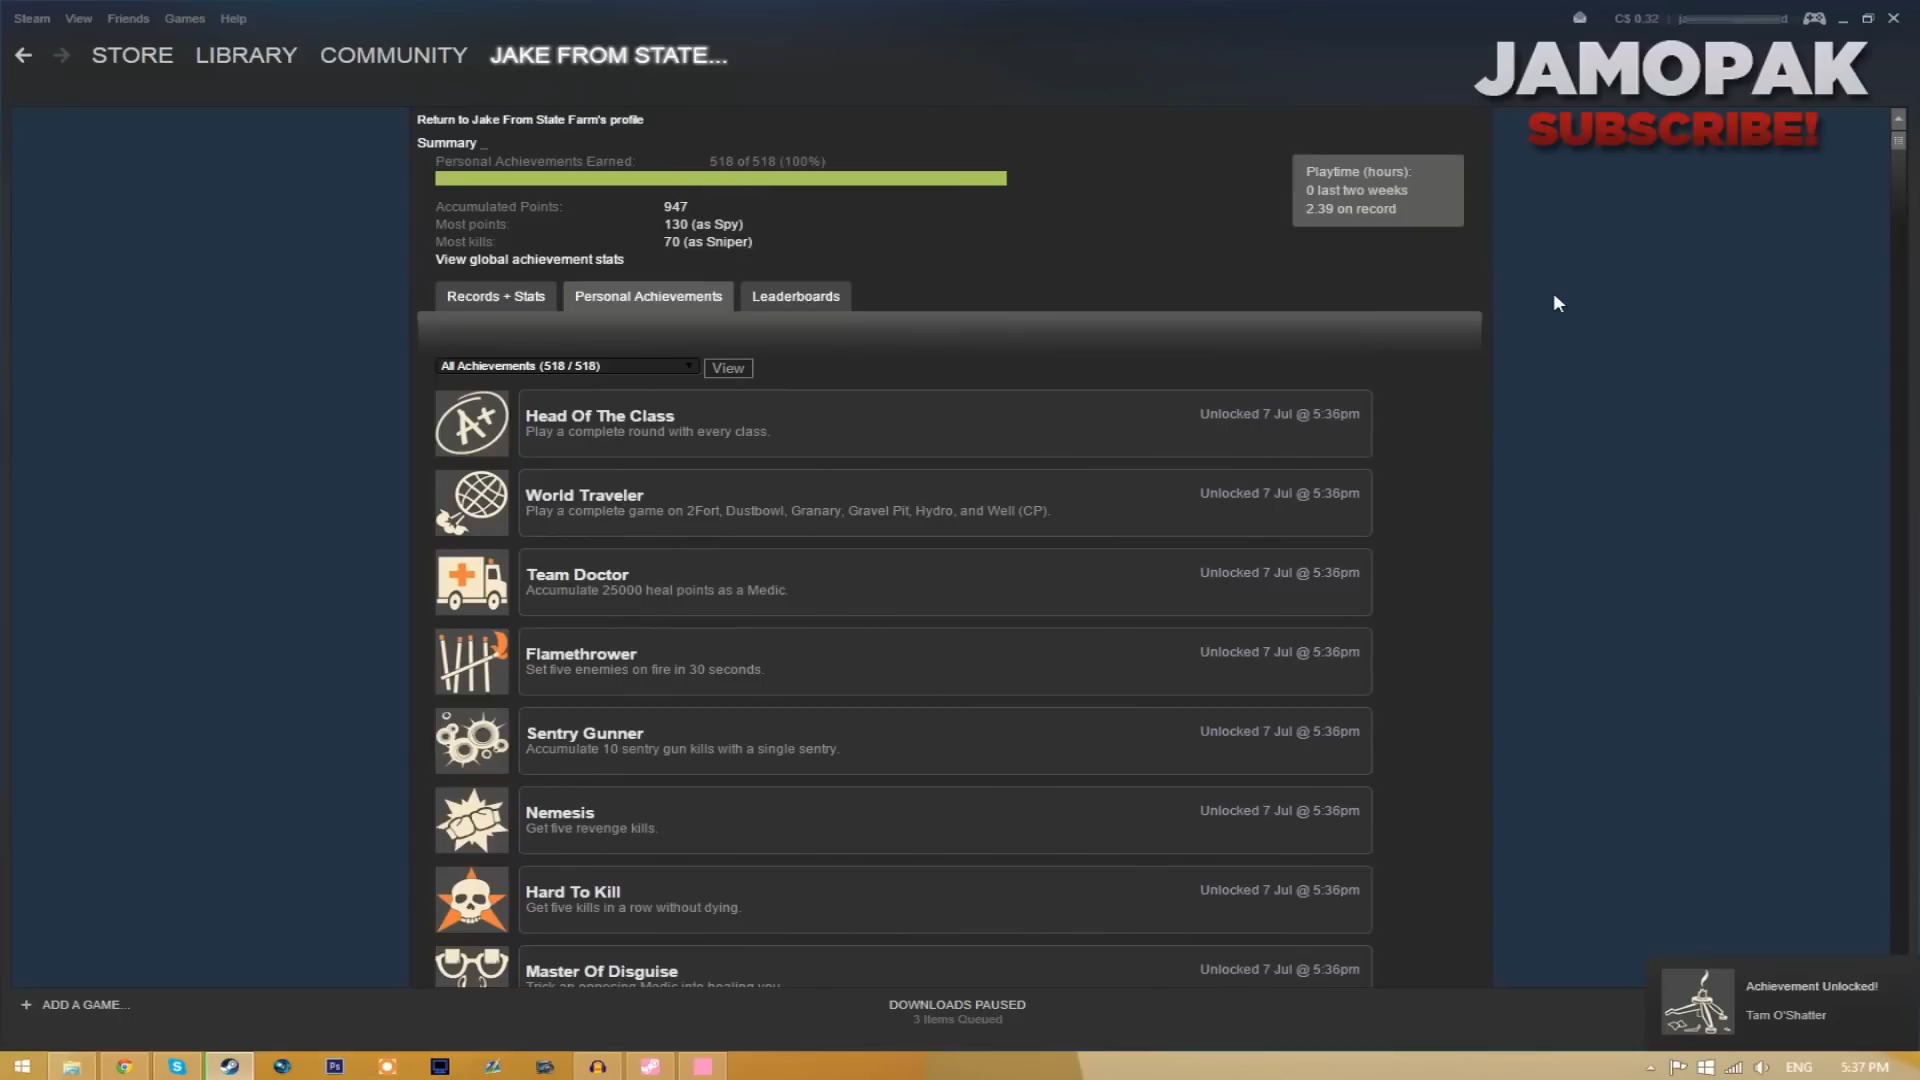 Steam View Friends Games Help
C$ 0.32
STORE LIBRARY COMMUNITY JAKE FROM STATE...
JAMOPAK
SUBSCRIBE!
Return to Jake From State Farm's profile
Summary _
Personal Achievements Earned: 518 of 518 (100%)
Playtime (hours):
0 last two weeks
2.39 on record
Accumulated Points: 947
Most points: 130 (as Spy)
Most kills: 70 (as Sniper)
View global achievement stats
Records + Stats Personal Achievements Leaderboards
All Achievements (518 / 518) View
A+
Head Of The Class Unlocked 7 Jul @ 5:36pm
Play a complete round with every class.
World Traveler Unlocked 7 Jul @ 5:36pm
Play a complete game on 2Fort, Dustbowl, Granary, Gravel Pit, Hydro, and Well (CP).
Team Doctor Unlocked 7 Jul @ 5:36pm
Accumulate 25000 heal points as a Medic.
Flamethrower Unlocked 7 Jul @ 5:36pm
Set five enemies on fire in 30 seconds.
Sentry Gunner Unlocked 7 Jul @ 5:36pm
Accumulate 10 sentry gun kills with a single sentry.
Nemesis Unlocked 7 Jul @ 5:36pm
Get five revenge kills.
Hard To Kill Unlocked 7 Jul @ 5:36pm
Get five kills in a row without dying.
Master Of Disguise Unlocked 7 Jul @ 5:36pm
Trick an opposing Medic into healing you.
Achievement Unlocked!
Tam O'Shatter
+ ADD A GAME...
DOWNLOADS PAUSED
3 Items Queued
Ps
ENG 5:37 PM